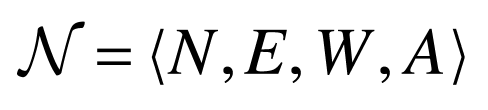 𝒩 = ⟨N, E, W, A⟩